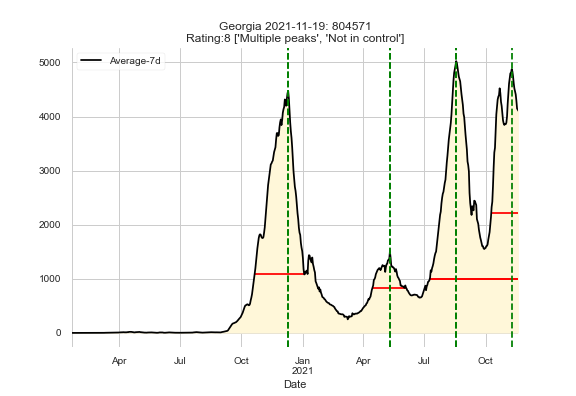 Georgia 2021-11-19: 804571
Rating:8 ['Multiple peaks', 'Not in control']
Average-7d
5000
4000
3000
2000
1000
0
Apr Jul Oct Jan Apr Jul Oct
2021
Date